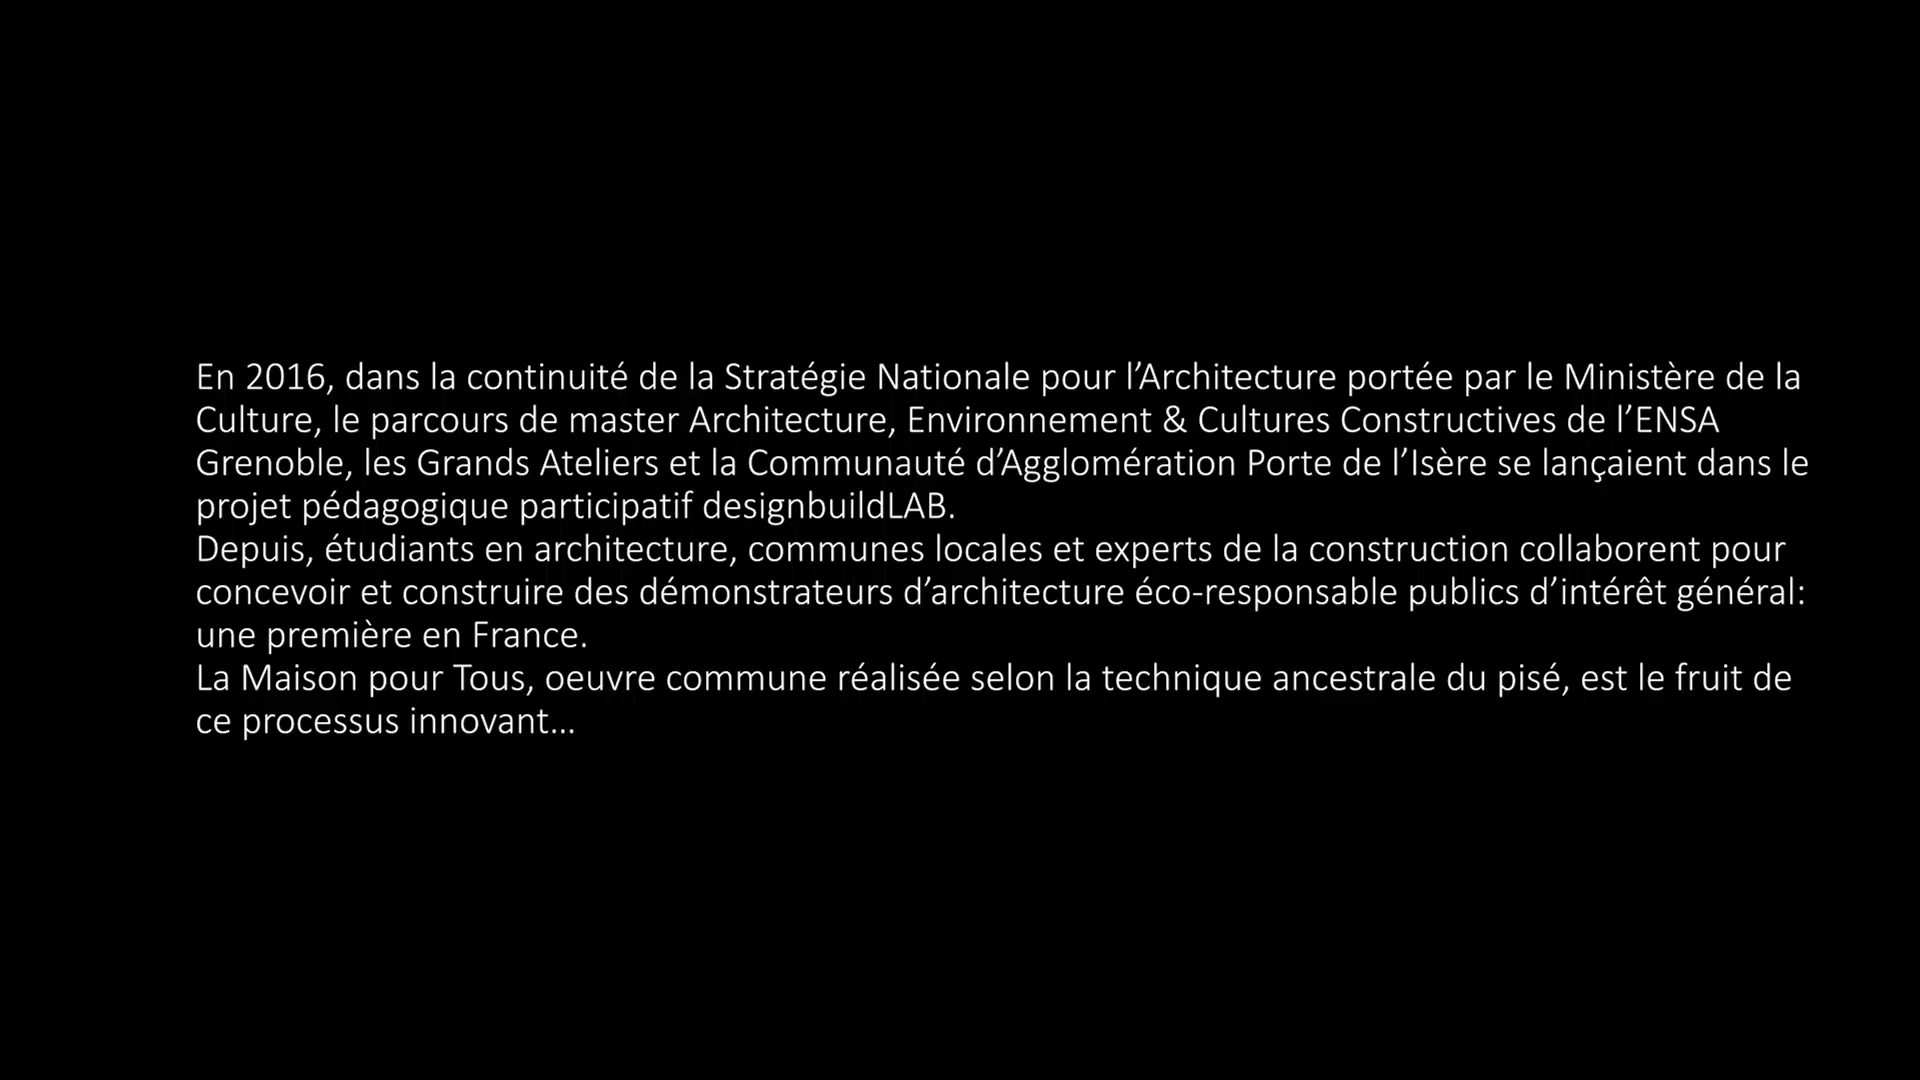 En 2016, dans la continuité de la Stratégie Nationale pour l’Architecture portée par le Ministère de la
Culture, le parcours de master Architecture, Environnement & Cultures Constructives de l’ENSA
Grenoble, les Grands Ateliers et la Communauté d’Agglomération Porte de l’Isère se lançaient dans le
projet pédagogique participatif designbuildLAB.
Depuis, étudiants en architecture, communes locales et experts de la construction collaborent pour
concevoir et construire des démonstrateurs d’architecture éco-responsable publics d’intérêt général:
une première en France.
La Maison pour Tous, oeuvre commune réalisée selon la technique ancestrale du pisé, est le fruit de
ce processus innovant...